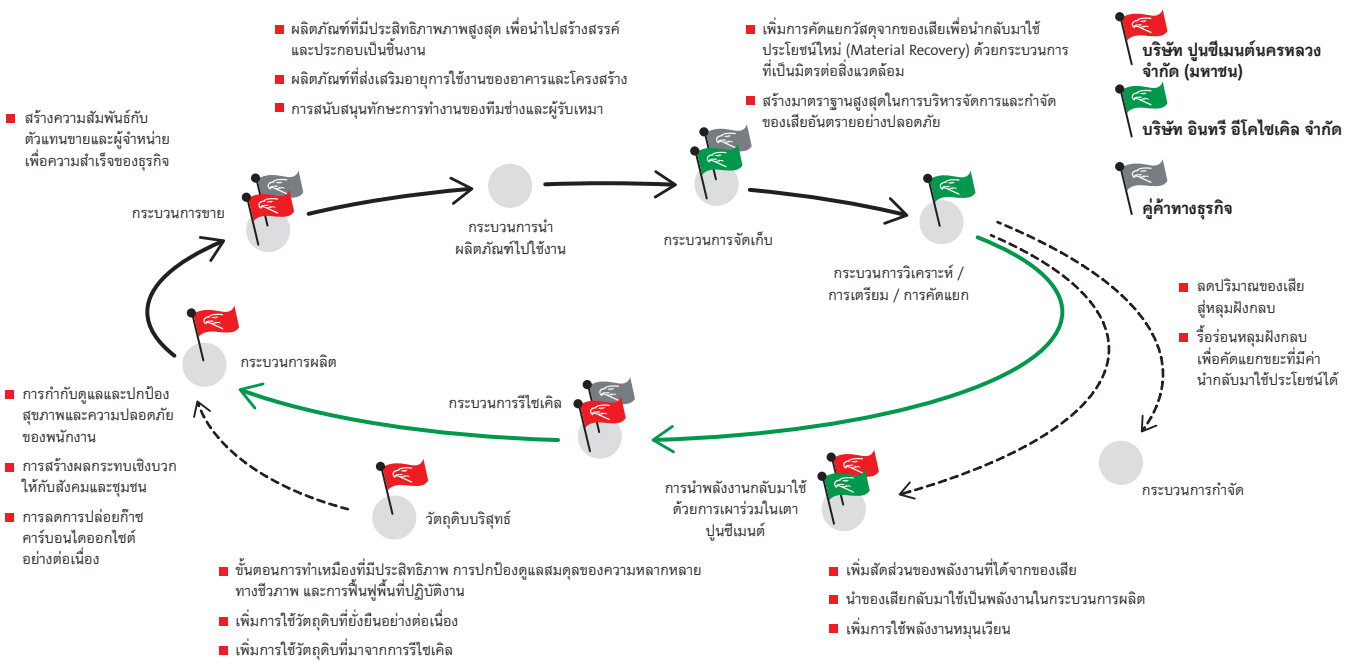 ผลิตภัณฑ์ที่มีประสิทธิภาพภาพสูงสุด เพื่อนำไปสร้างสรรค์
และประกอบเป็นชิ้นงาน
ผลิตภัณฑ์ที่ส่งเสริมอายุการใช้งานของอาคารและโครงสร้าง
การสนับสนุนทักษะการทำงานของทีมช่างและผู้รับเหมา
เพิ่มการคัดแยกวัสดุจากของเสียเพื่อนำกลับมาใช้
ประโยชน์ใหม่ (Material Recovery) ด้วยกระบวนการ
ที่เป็นมิตรต่อสิ่งแวดล้อม
สร้างมาตราฐานสูงสุดในการบริหารจัดการและกำจัด
ของเสียอันตรายอย่างปลอดภัย
บริษัท ปูนซีเมนต์นครหลวง
จำกัด (มหาชน)
บริษัท อินทรี อีโคไซเคิล จำกัด
คู่ค้าทางธุรกิจ
สร้างความสัมพันธ์กับ
ตัวแทนขายและผู้จำหน่าย
เพื่อความสำเร็จของธุรกิจ
กระบวนการขาย
กระบวนการนำ
ผลิตภัณฑ์ไปใช้งาน
กระบวนการจัดเก็บ
กระบวนการวิเคราะห์ /
การเตรียม / การคัดแยก
ลดปริมาณของเสีย
สู่หลุมฝังกลบ
รื้อร่อนหลุมฝังกลบ
เพื่อคัดแยกขยะที่มีค่า
นำกลับมาใช้ประโยชน์ได้
กระบวนการผลิต
กระบวนการรีไซเคิล
การกำกับดูแลและปกป้อง
สุขภาพและความปลอดภัย
ของพนักงาน
การสร้างผลกระทบเชิงบวก
ให้กับสังคมและชุมชน
การลดการปล่อยก๊าซ
คาร์บอนไดออกไซต์
อย่างต่อเนื่อง
วัตถุดิบบริสุทธ์
การนำพลังงานกลับมาใช้
ด้วยการเผาร่วมในเตา
ปูนซีเมนต์
กระบวนการกำจัด
ขั้นตอนการทำเหมืองที่มีประสิทธิภาพ การปกป้องดูแลสมดุลของความหลากหลาย
ทางชีวภาพ และการฟื้นฟูพื้นที่ปฏิบัติงาน
เพิ่มการใช้วัตถุดิบที่ยั่งยืนอย่างต่อเนื่อง
เพิ่มการใช้วัตถุดิบที่มาจากการรีไซเคิล
เพิ่มสัดส่วนของพลังงานที่ได้จากของเสีย
นำของเสียกลับมาใช้เป็นพลังงานในกระบวนการผลิต
เพิ่มการใช้พลังงานหมุนเวียน